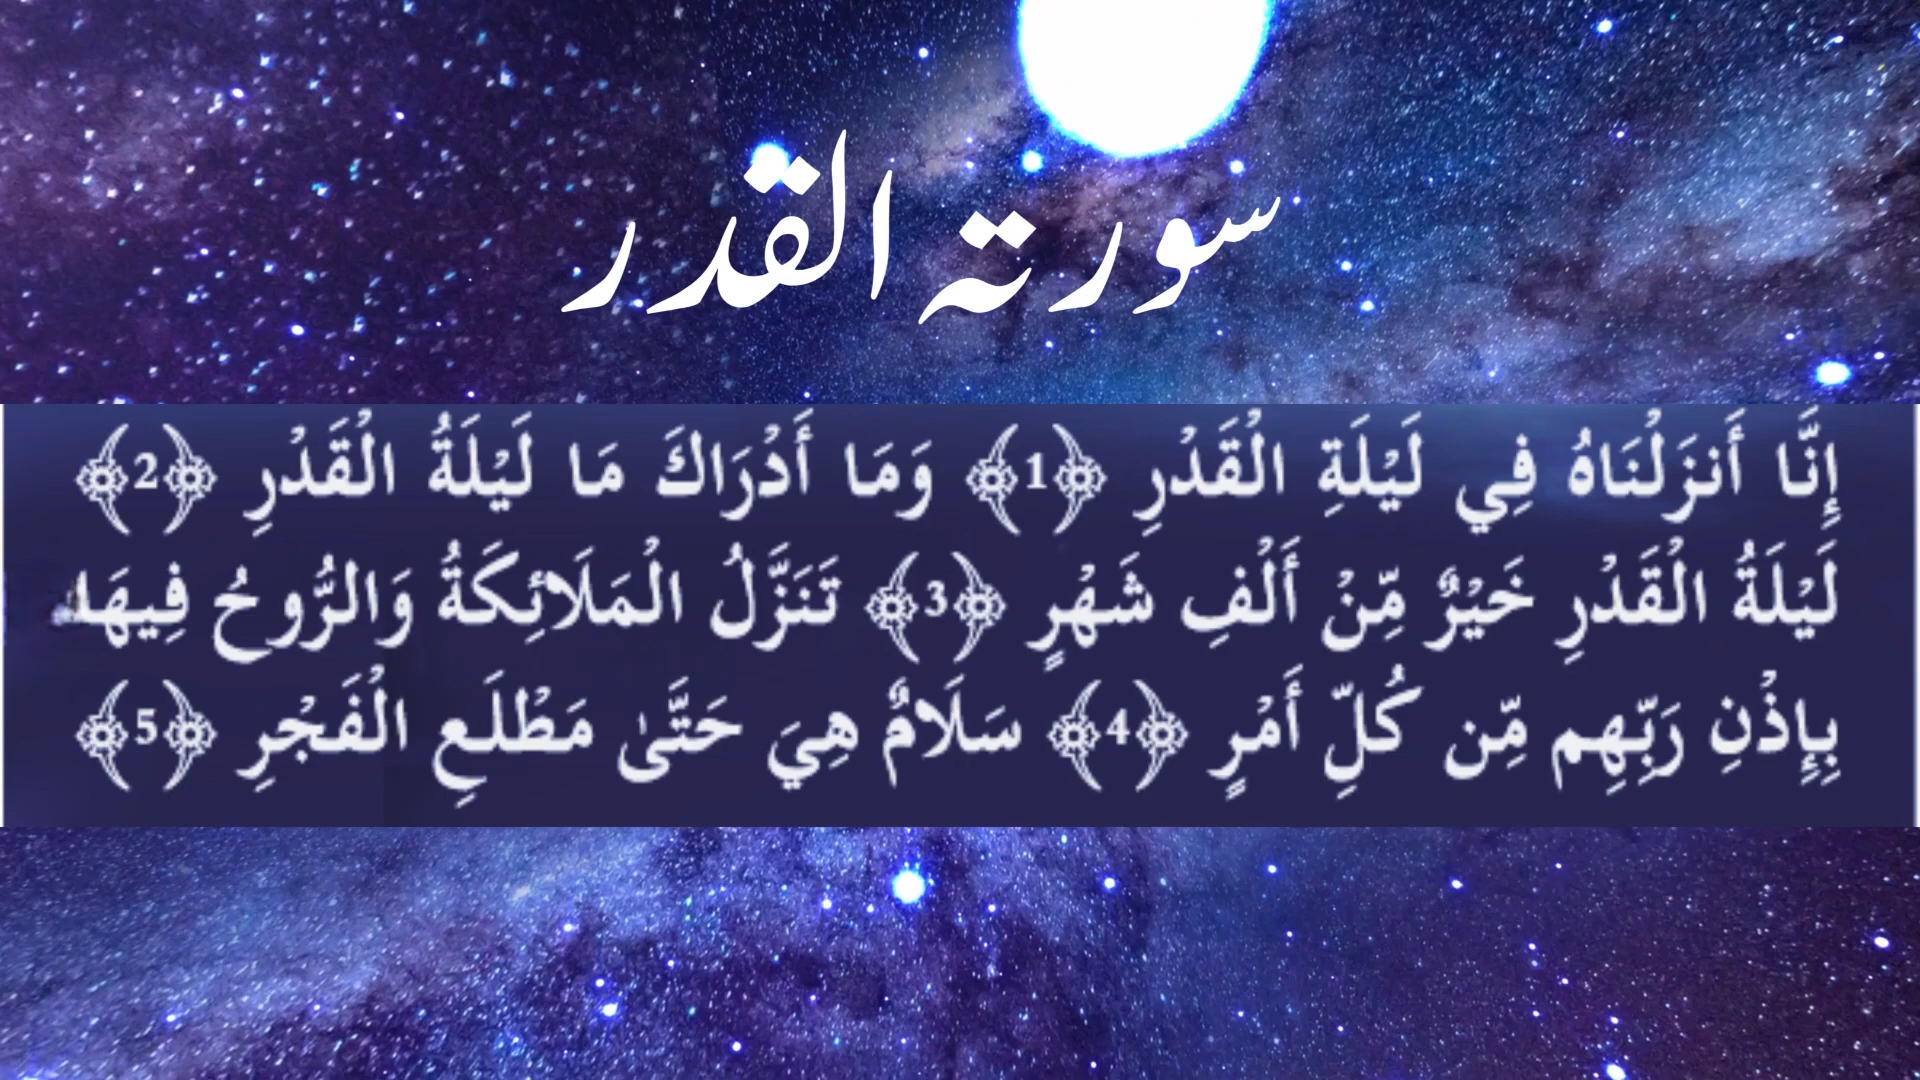 سورتہ القدر
إِنَّا أَنزَلْنَاهُ فِي لَيْلَةِ الْقَدْرِ ﴿1﴾ وَمَا أَدْرَاكَ مَا لَيْلَةُ الْقَدْرِ ﴿2﴾
لَيْلَةُ الْقَدْرِ خَيْرٌ مِّنْ أَلْفِ شَهْرٍ ﴿3﴾ تَنَزَّلُ الْمَلَائِكَةُ وَالرُّوحُ فِيهَا
بِإِذْنِ رَبِّهِم مِّن كُلِّ أَمْرٍ ﴿4﴾ سَلَامٌ هِيَ حَتَّىٰ مَطْلَعِ الْفَجْرِ ﴿5﴾